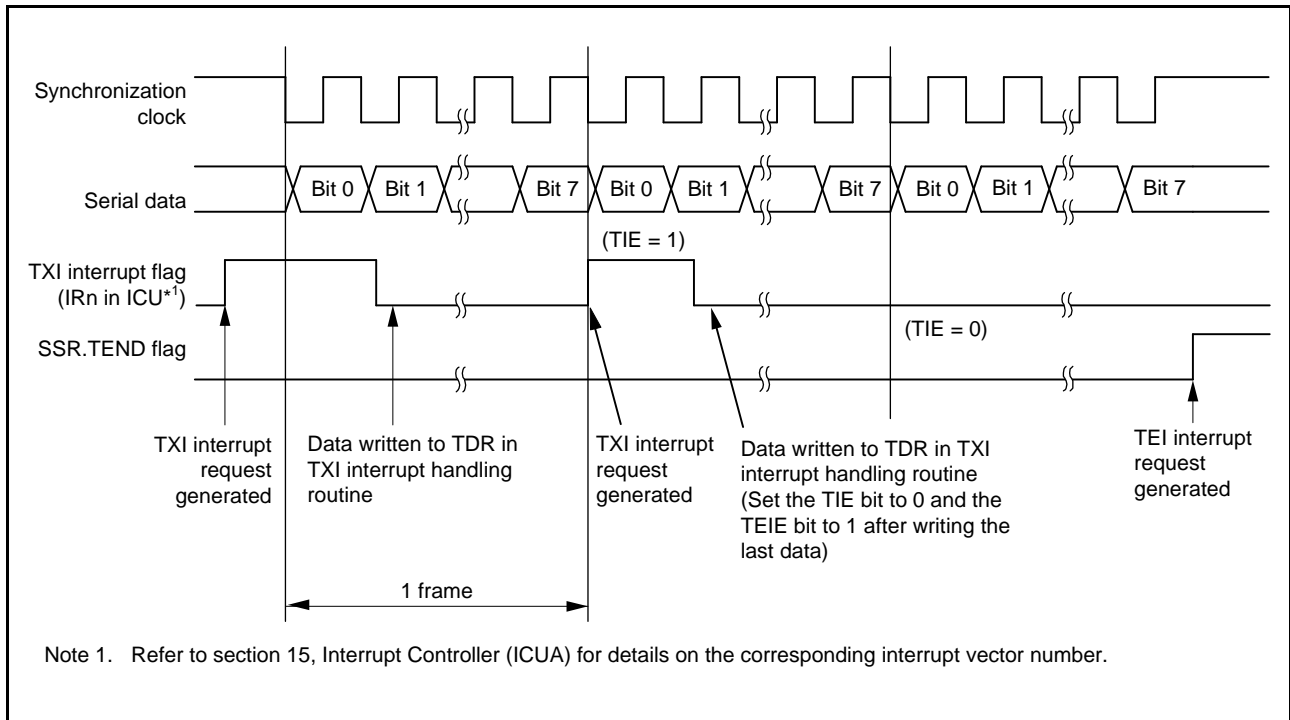 Synchronization
clock
Serial data
Bit 0
Bit 1
Bit 7
Bit 0
Bit 1
Bit 7
Bit 0
Bit 1
Bit 7
(TIE = 1)
TXI interrupt flag
(IRn in ICU*1)
(TIE = 0)
SSR.TEND flag
TXI interrupt
request
generated
Data written to TDR in
TXI interrupt handling
routine
TXI interrupt
request
generated
Data written to TDR in TXI
interrupt handling routine
(Set the TIE bit to 0 and the
TEIE bit to 1 after writing the
last data)
TEI interrupt
request
generated
1 frame
Note 1. Refer to section 15, Interrupt Controller (ICUA) for details on the corresponding interrupt vector number.